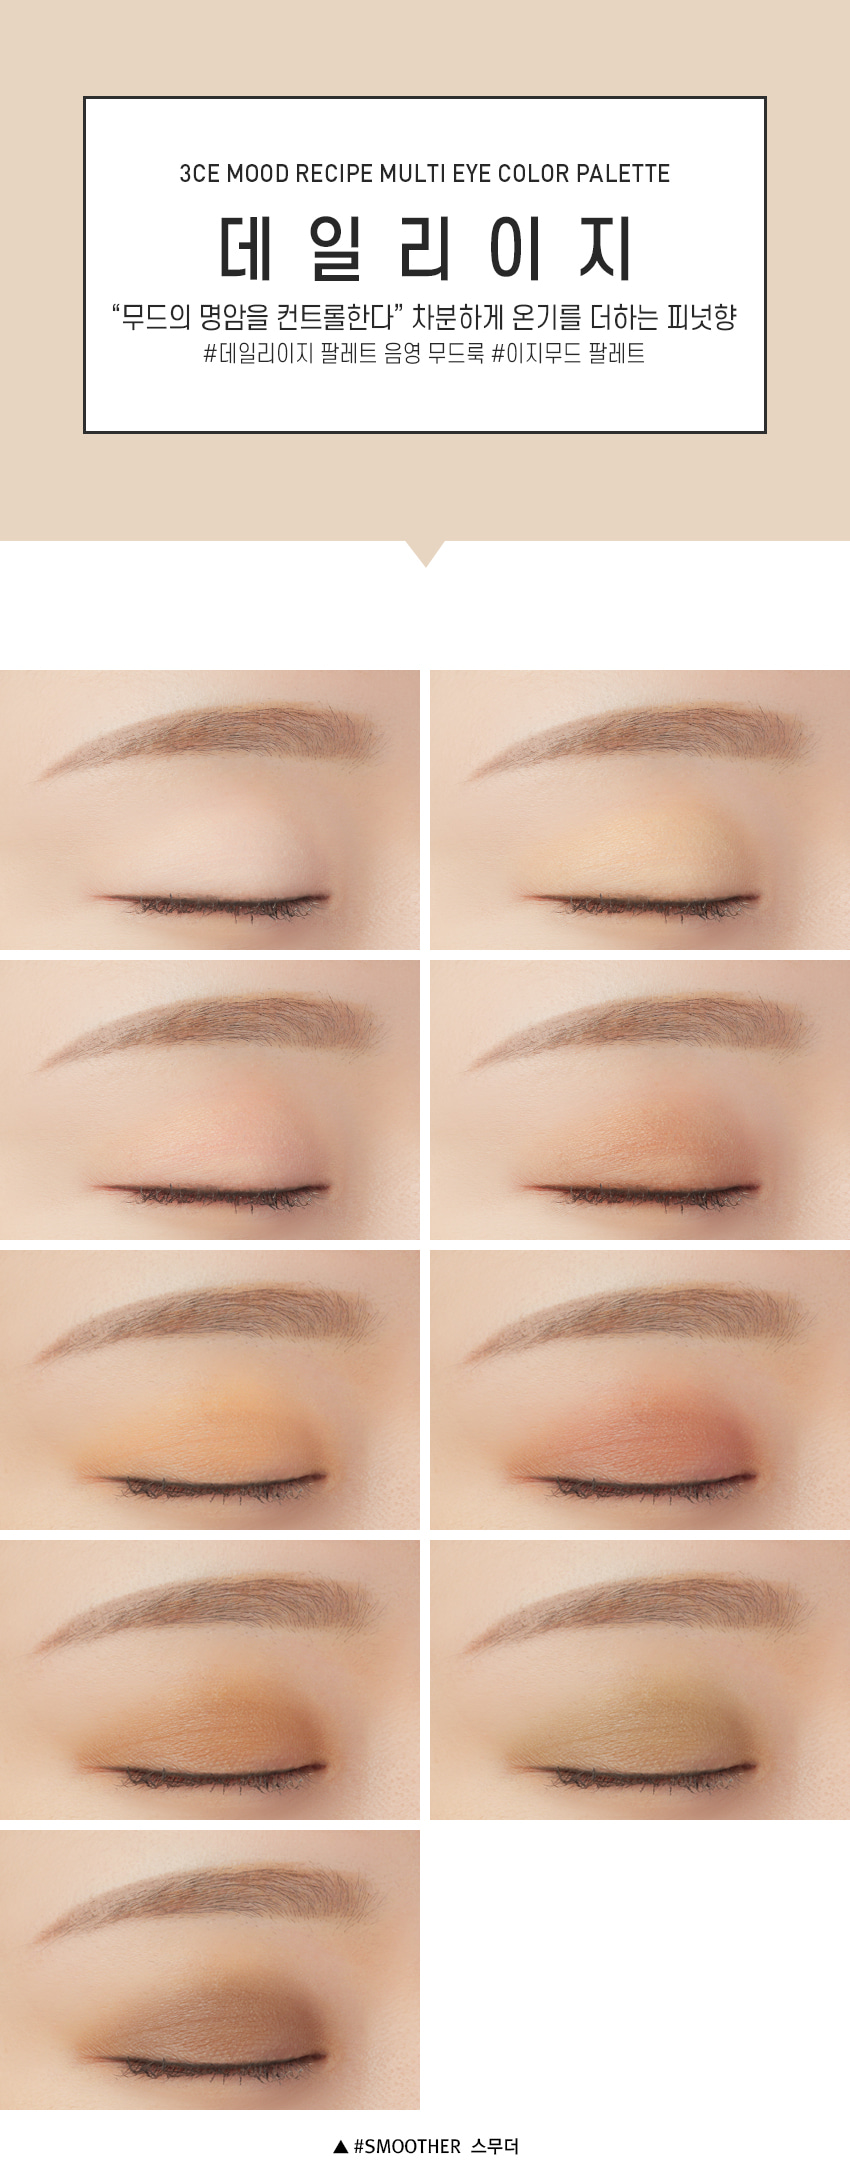 3CE MOOD RECIPE MULTI EYE COLOR PALETTE
데일리이지
“무드의 명암을 컨트롤한다” 차분하게 온기를 더하는 피넛향
#데일리이지 팔레트 음영 무드룩 #이지무드 팔레트
▲ #SMOOTHER 스무더